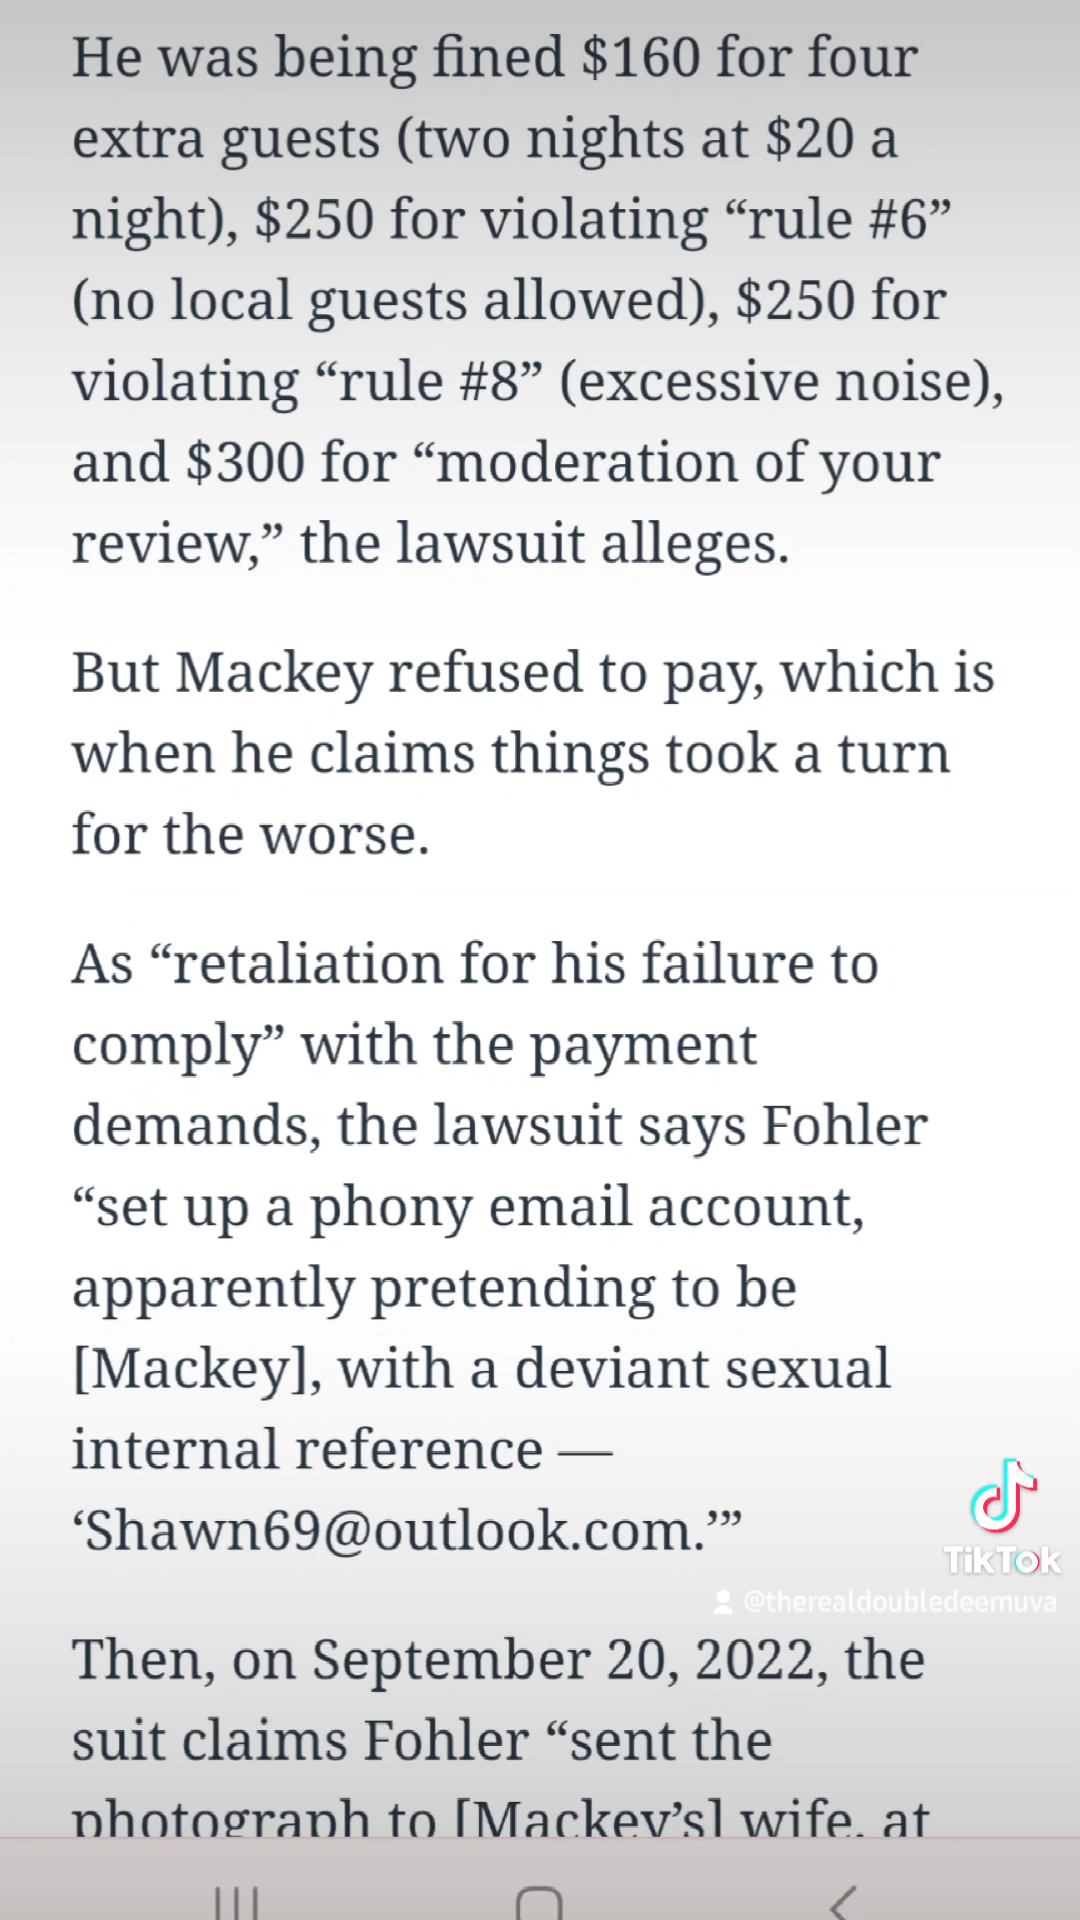 He was being fined $160 for four
extra guests (two nights at $20 a
night), $250 for violating “rule #6”
(no local guests allowed), $250 for
violating “rule #8” (excessive noise),
and $300 for “moderation of your
review,” the lawsuit alleges.
But Mackey refused to pay, which is
when he claims things took a turn
for the worse.
As “retaliation for his failure to
comply” with the payment
demands, the lawsuit says Fohler
“set up a phony email account,
apparently pretending to be
[Mackey], with a deviant sexual
internal reference —
‘Shawn69@outlook.com.’”
TikTok
@therealdoubledeemuva
Then, on September 20, 2022, the
suit claims Fohler “sent the
photograph to [Mackey’s] wife, at